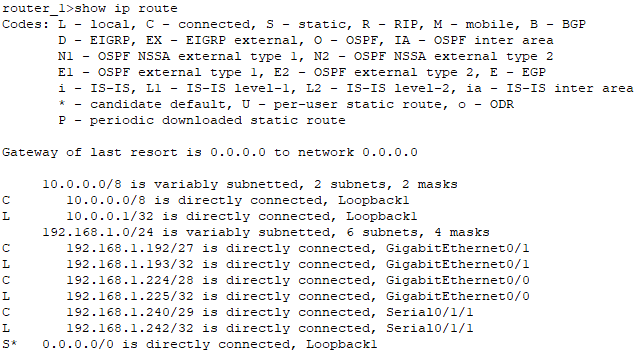 router_1>show ip route
Codes: L - local, C - connected, S - static, R - RIP, M - mobile, B - BGP
       D - EIGRP, EX - EIGRP external, O - OSPF, IA - OSPF inter area
       N1 - OSPF NSSA external type 1, N2 - OSPF NSSA external type 2
       E1 - OSPF external type 1, E2 - OSPF external type 2, E - EGP
       i - IS-IS, L1 - IS-IS level-1, L2 - IS-IS level-2, ia - IS-IS inter area
       * - candidate default, U - per-user static route, o - ODR
       P - periodic downloaded static route
Gateway of last resort is 0.0.0.0 to network 0.0.0.0
     10.0.0.0/8 is variably subnetted, 2 subnets, 2 masks
C       10.0.0.0/8 is directly connected, Loopback1
L       10.0.0.1/32 is directly connected, Loopback1
     192.168.1.0/24 is variably subnetted, 6 subnets, 4 masks
C       192.168.1.192/27 is directly connected, GigabitEthernet0/1
L       192.168.1.193/32 is directly connected, GigabitEthernet0/1
C       192.168.1.224/28 is directly connected, GigabitEthernet0/0
L       192.168.1.225/32 is directly connected, GigabitEthernet0/0
C       192.168.1.240/29 is directly connected, Serial0/1/1
L       192.168.1.242/32 is directly connected, Serial0/1/1
S*   0.0.0.0/0 is directly connected, Loopback1